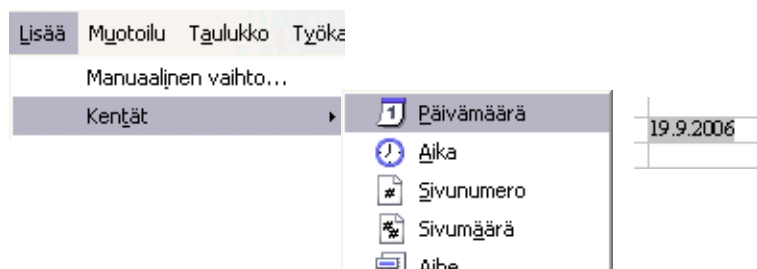 Lisää Muotoilu Taulukko Työka
Manuaalinen vaihto...
Kentät
Päivämäärä
19.9.2006
Aika
Sivunumero
Sivumäärä
Aihe